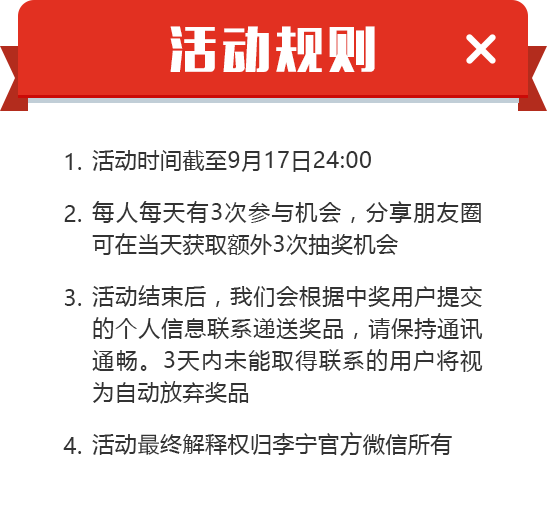 活动规则
1. 活动时间截至9月17日24:00
2. 每人每天有3次参与机会，分享朋友圈
可在当天获取额外3次抽奖机会
3. 活动结束后，我们会根据中奖用户提交
的个人信息联系递送奖品，请保持通讯
通畅。3天内未能取得联系的用户将视
为自动放弃奖品
4. 活动最终解释权归李宁官方微信所有